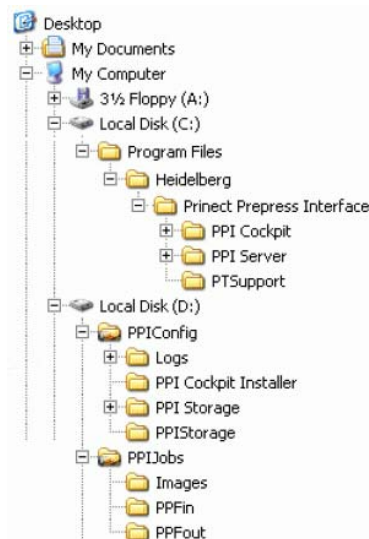 Desktop
My Documents
My Computer
3½ Floppy (A:)
Local Disk (C:)
Program Files
Heidelberg
Prinect Prepress Interface
PPI Cockpit
PPI Server
PTSupport
Local Disk (D:)
PPIConfig
Logs
PPI Cockpit Installer
PPI Storage
PPIStorage
PPIJobs
Images
PPFin
PPFout